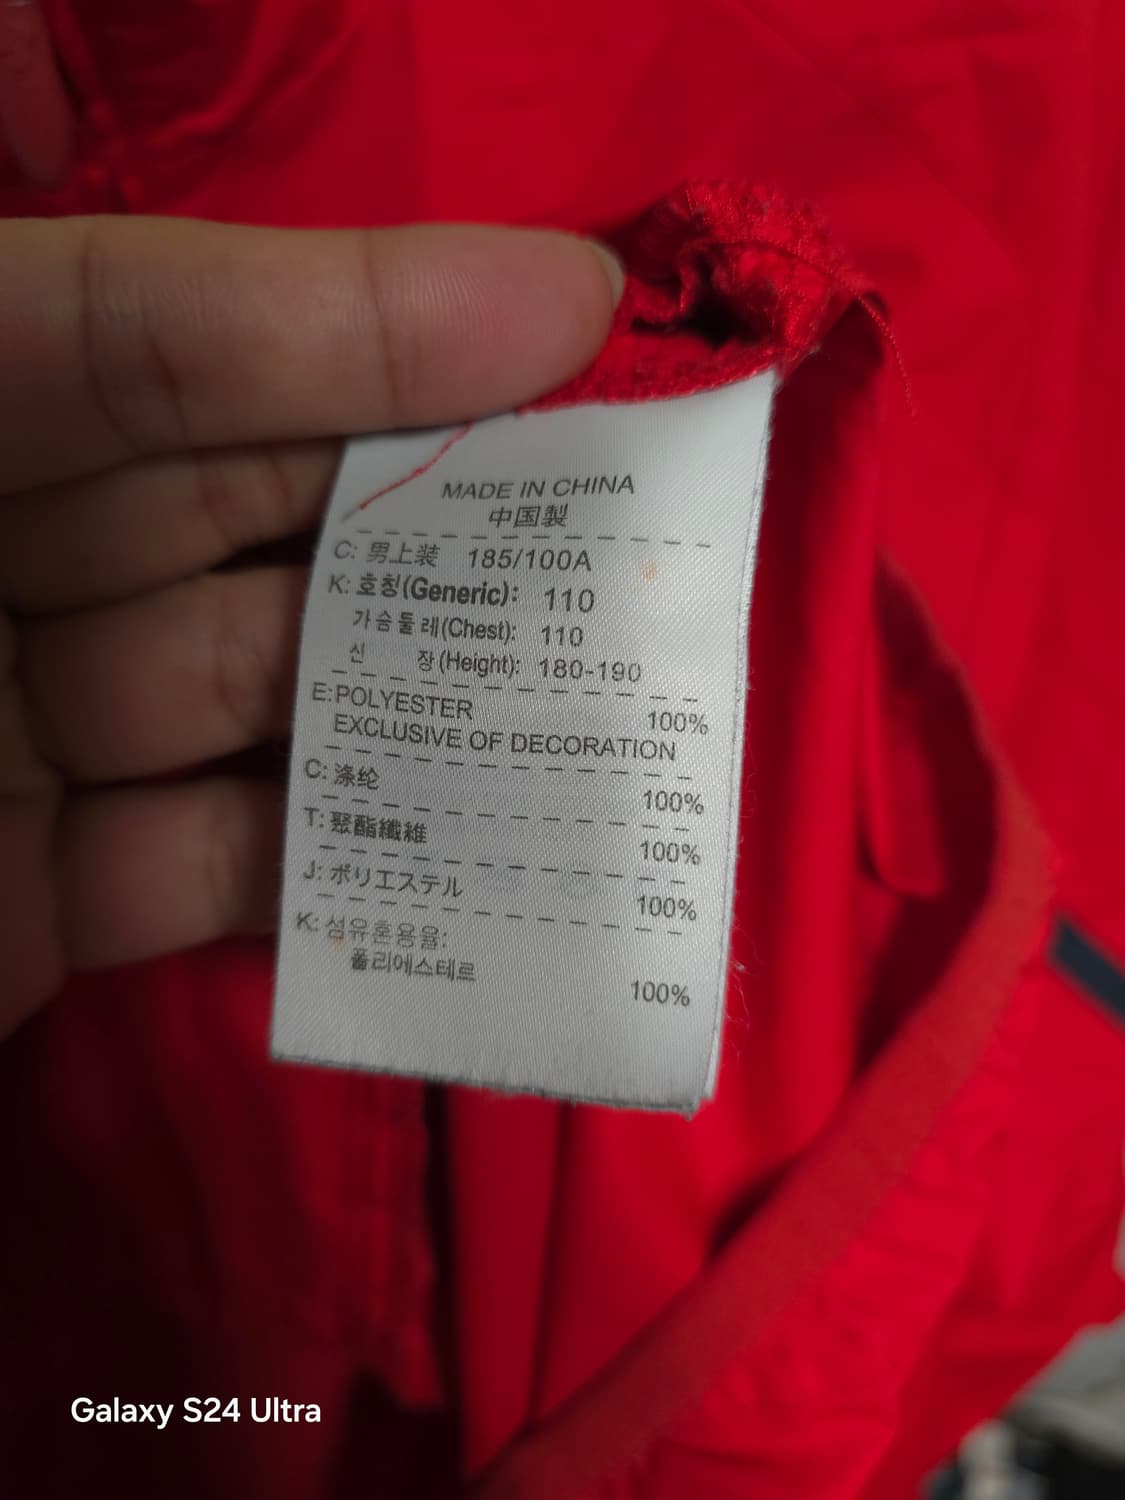 MADE IN CHINA
中国製
C: 男上装 185/100A
K: 호칭(Generic): 110
가슴둘레(Chest): 110
신 장(Height): 180-190
E:POLYESTER 100%
EXCLUSIVE OF DECORATION
C: 涤纶 100%
T: 聚酯纖維 100%
J: ポリエステル 100%
K: 섬유혼용율:
폴리에스테르 100%
Galaxy S24 Ultra